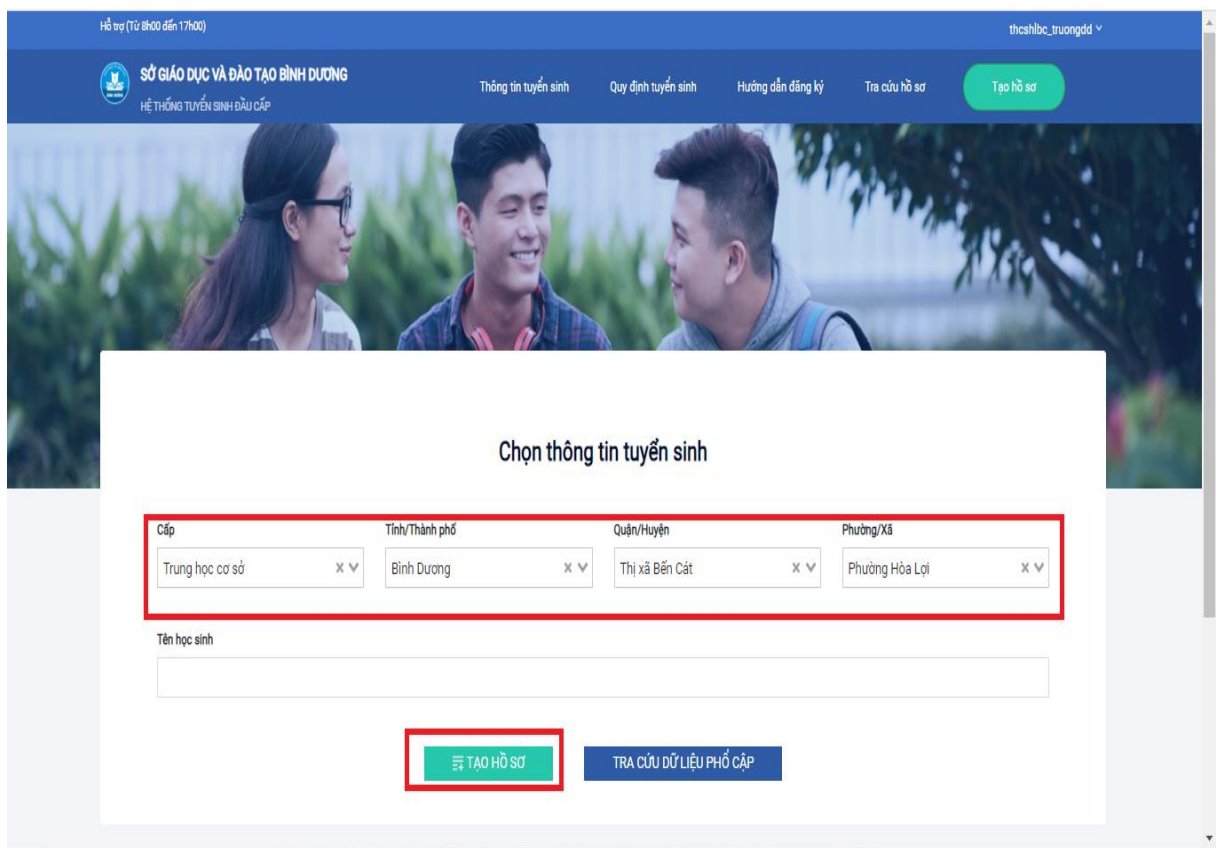 Hỗ trợ (Từ 8h00 đến 17h00)
thcshlbc_truongdd
SỞ GIÁO DỤC VÀ ĐÀO TẠO BÌNH DƯƠNG
HỆ THỐNG TUYỂN SINH ĐẦU CẤP
Thông tin tuyển sinh
Quy định tuyển sinh
Hướng dẫn đăng ký
Tra cứu hồ sơ
Tạo hồ sơ
Chọn thông tin tuyển sinh
Cấp
Tỉnh/Thành phố
Quận/Huyện
Phường/Xã
Trung học cơ sở
Bình Dương
Thị xã Bến Cát
Phường Hòa Lợi
Tên học sinh
TẠO HỒ SƠ
TRA CỨU DỮ LIỆU PHỔ CẬP